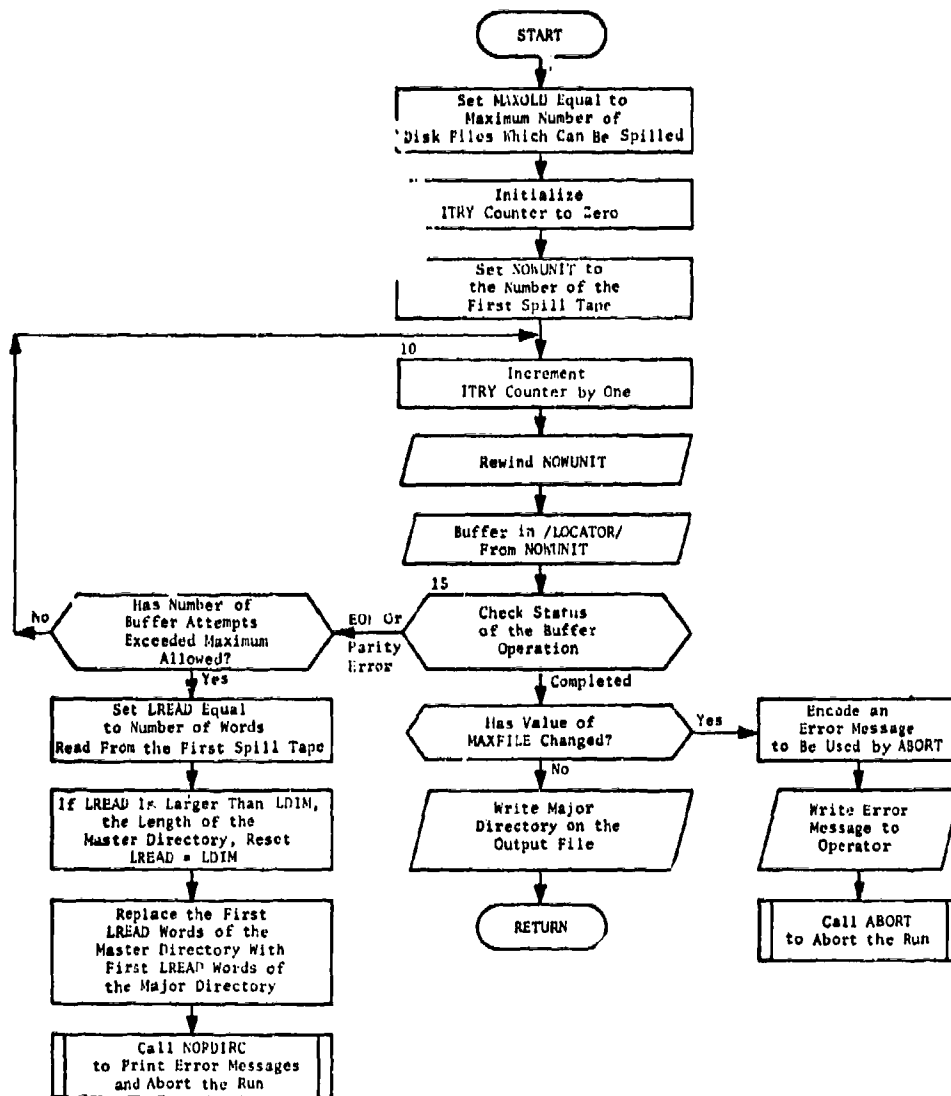 START
Set MAXOLD Equal to
Maximum Number of
Disk Files Which Can Be Spilled
Initialize
ITRY Counter to Zero
Set NOWUNIT to
the Number of the
First Spill Tape
10
Increment
ITRY Counter by One
Rewind NOWUNIT
Buffer in /LOCATOR/
From NOWUNIT
15
Check Status
of the Buffer
Operation
EOF Or
Parity
Error
Has Number of
Buffer Attempts
Exceeded Maximum
Allowed?
No
Yes
Set LREAD Equal
to Number of Words
Read From the First Spill Tape
If LREAD Is Larger Than LDIM,
the Length of the
Master Directory, Reset
LREAD = LDIM
Replace the First
LREAD Words of the
Master Directory With
First LREAD Words of
the Major Directory
Call NOPDIRC
to Print Error Messages
and Abort the Run
Completed
Has Value of
MAXFILE Changed?
Yes
No
Write Major
Directory on the
Output File
RETURN
Encode an
Error Message
to Be Used by ABORT
Write Error
Message to
Operator
Call ABORT
to Abort the Run